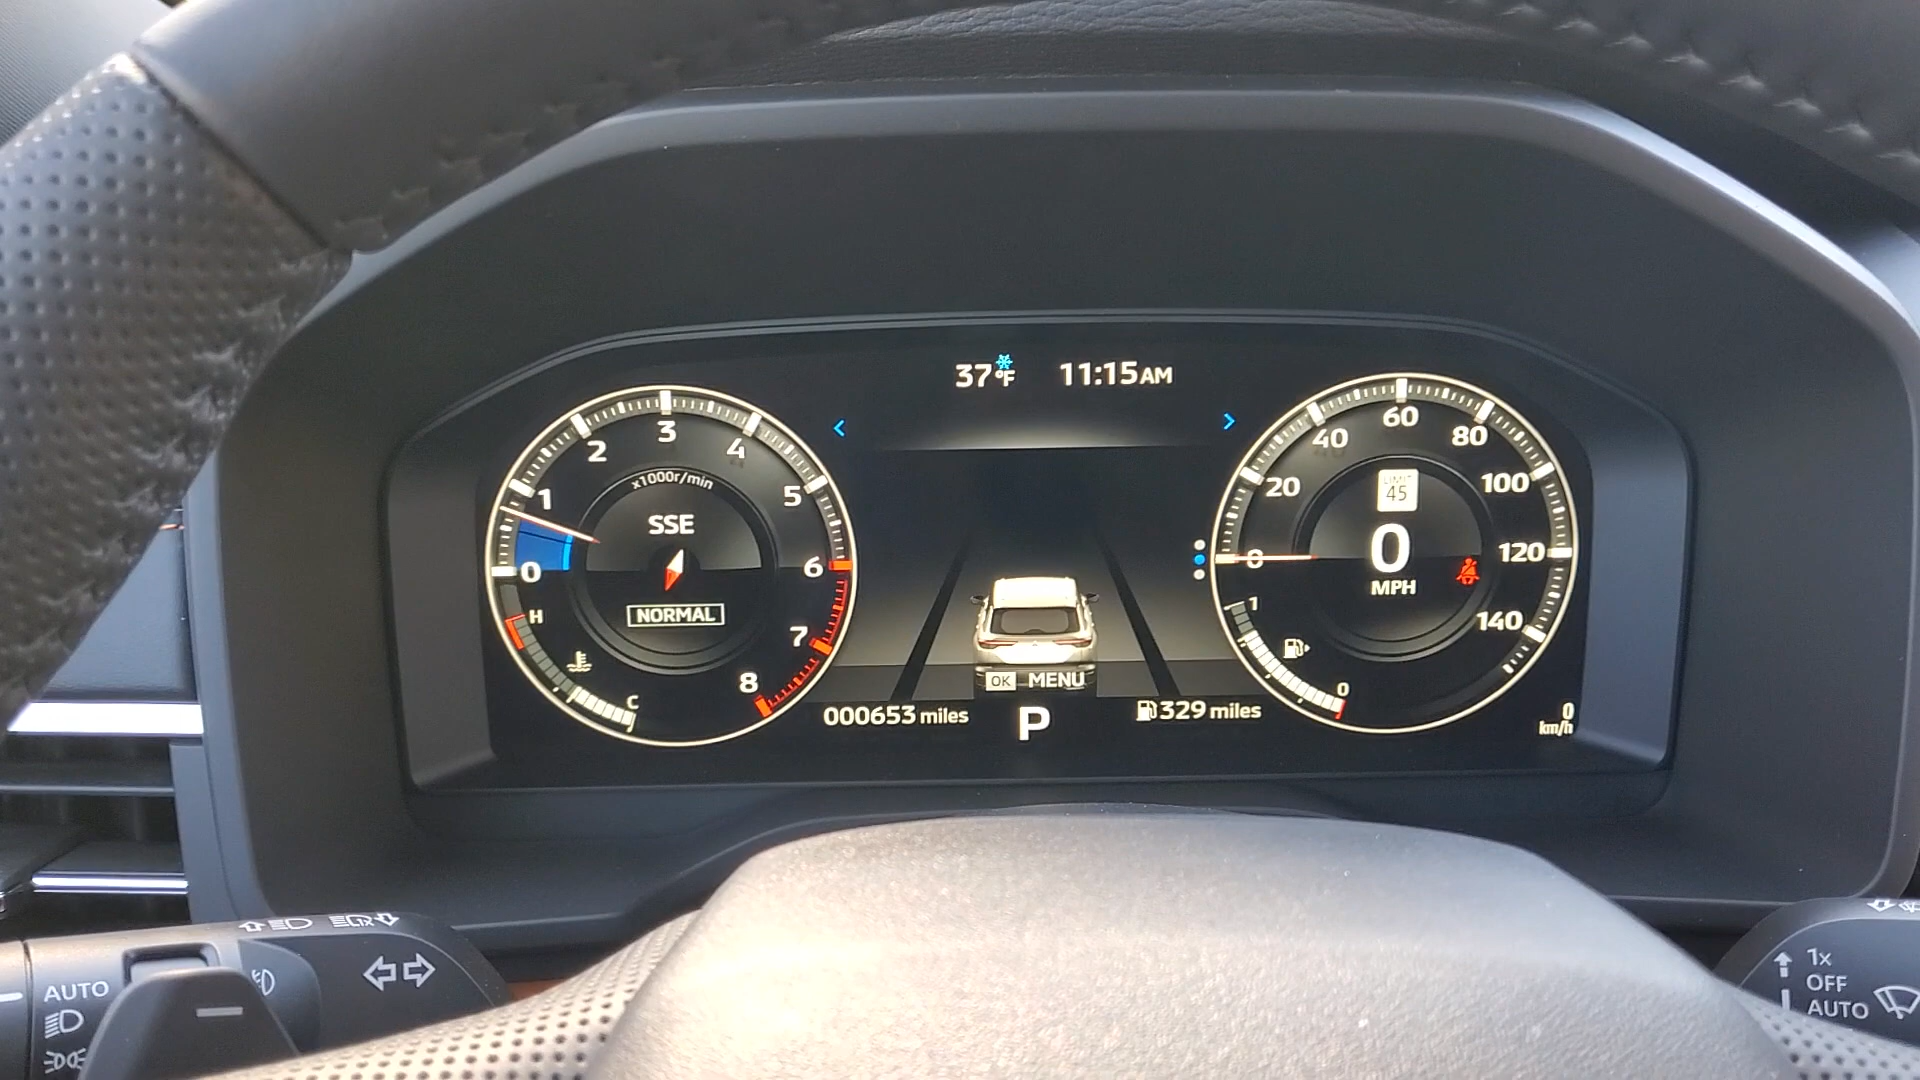 37°F 11:15AM
1 2 3 4 5 6 7 8
0
x1000r/min
SSE
NORMAL
H
C
20 40 60 80 100 120 140
0
LIMIT
45
0
MPH
1
0
OK MENU
000653 miles
P
329 miles
0
km/h
AUTO
1x
OFF
AUTO